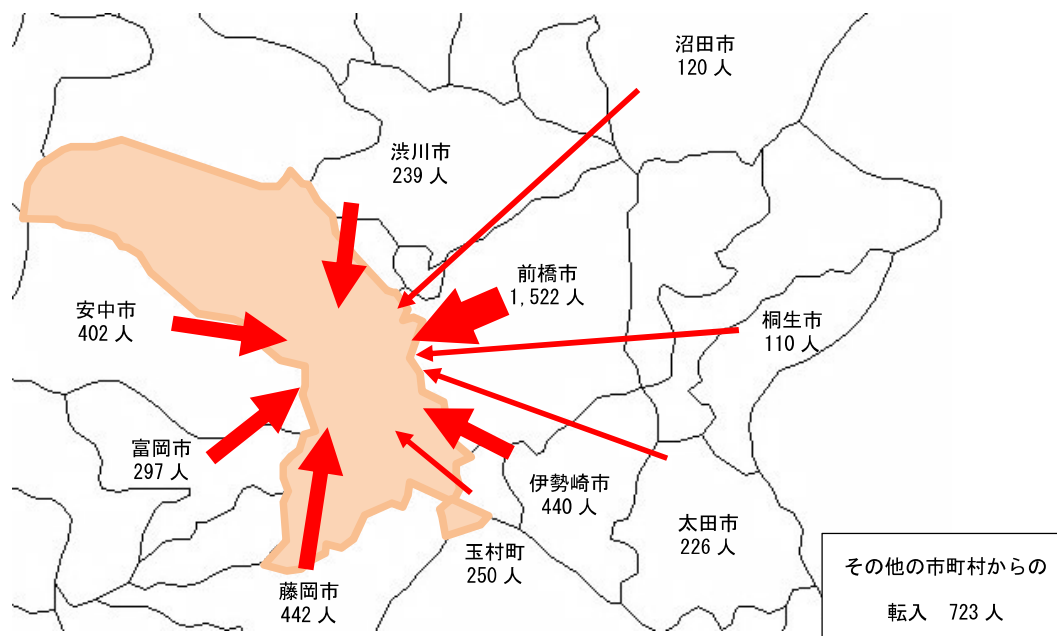 沼田市
120 人
渋川市
239 人
前橋市
1,522 人
安中市
402 人
桐生市
110 人
富岡市
297 人
伊勢崎市
440 人
太田市
226 人
玉村町
250 人
藤岡市
442 人
その他の市町村からの
転入　723 人